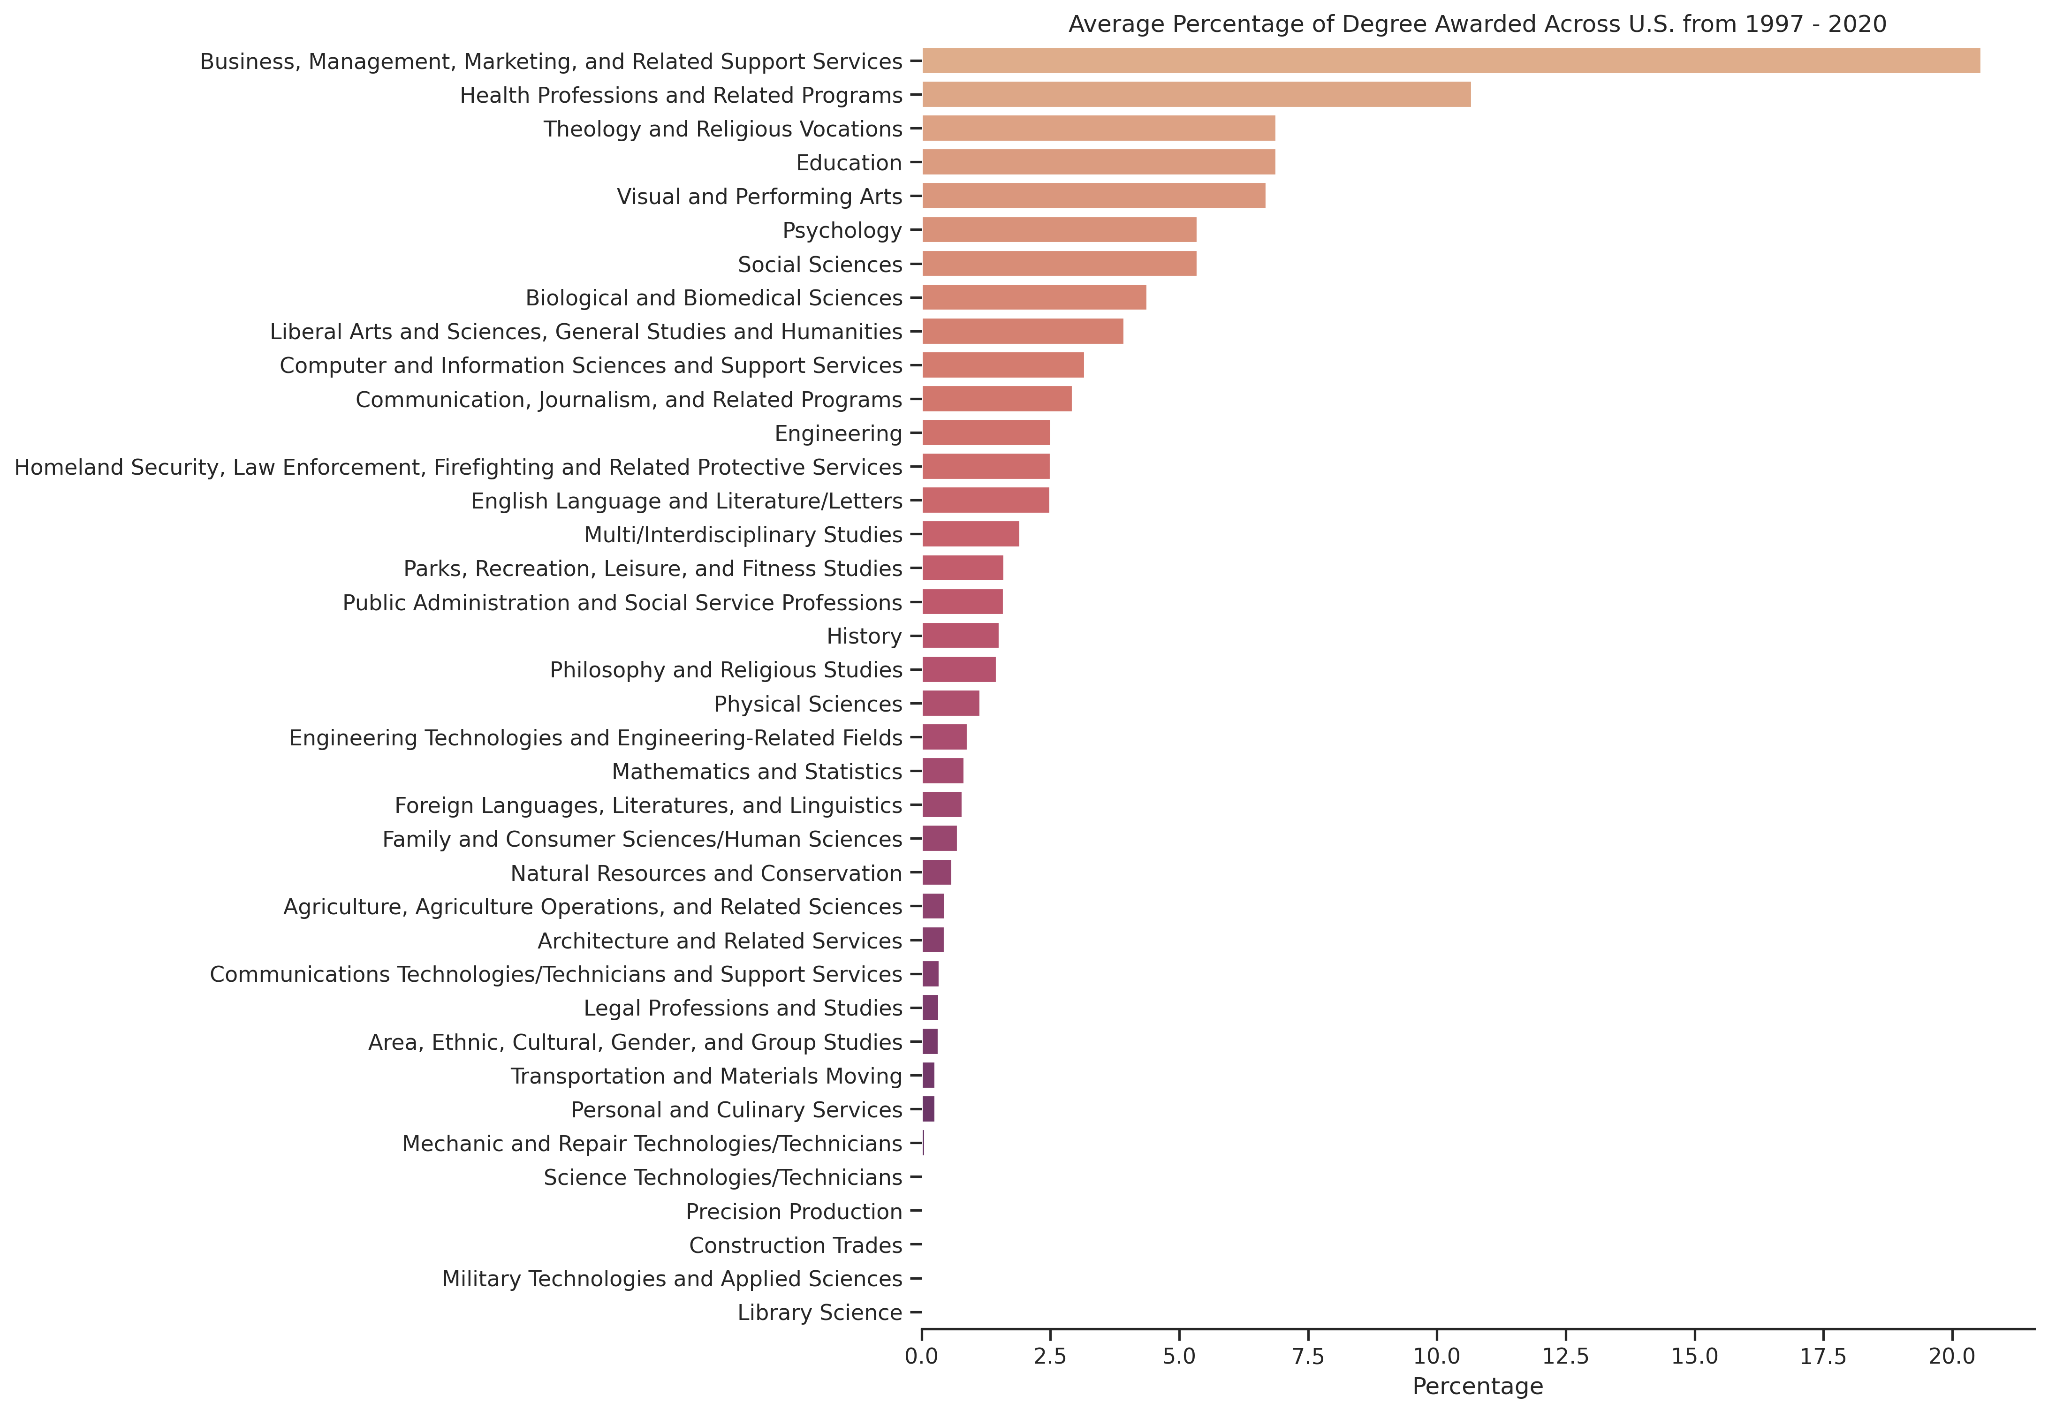 Average Percentage of Degree Awarded Across U.S. from 1997 - 2020
Business, Management, Marketing, and Related Support Services
Health Professions and Related Programs
Theology and Religious Vocations
Education
Visual and Performing Arts
Psychology
Social Sciences
Biological and Biomedical Sciences
Liberal Arts and Sciences, General Studies and Humanities
Computer and Information Sciences and Support Services
Communication, Journalism, and Related Programs
Engineering
Homeland Security, Law Enforcement, Firefighting and Related Protective Services
English Language and Literature/Letters
Multi/Interdisciplinary Studies
Parks, Recreation, Leisure, and Fitness Studies
Public Administration and Social Service Professions
History
Philosophy and Religious Studies
Physical Sciences
Engineering Technologies and Engineering-Related Fields
Mathematics and Statistics
Foreign Languages, Literatures, and Linguistics
Family and Consumer Sciences/Human Sciences
Natural Resources and Conservation
Agriculture, Agriculture Operations, and Related Sciences
Architecture and Related Services
Communications Technologies/Technicians and Support Services
Legal Professions and Studies
Area, Ethnic, Cultural, Gender, and Group Studies
Transportation and Materials Moving
Personal and Culinary Services
Mechanic and Repair Technologies/Technicians
Science Technologies/Technicians
Precision Production
Construction Trades
Military Technologies and Applied Sciences
Library Science
0.0 2.5 5.0 7.5 10.0 12.5 15.0 17.5 20.0
Percentage